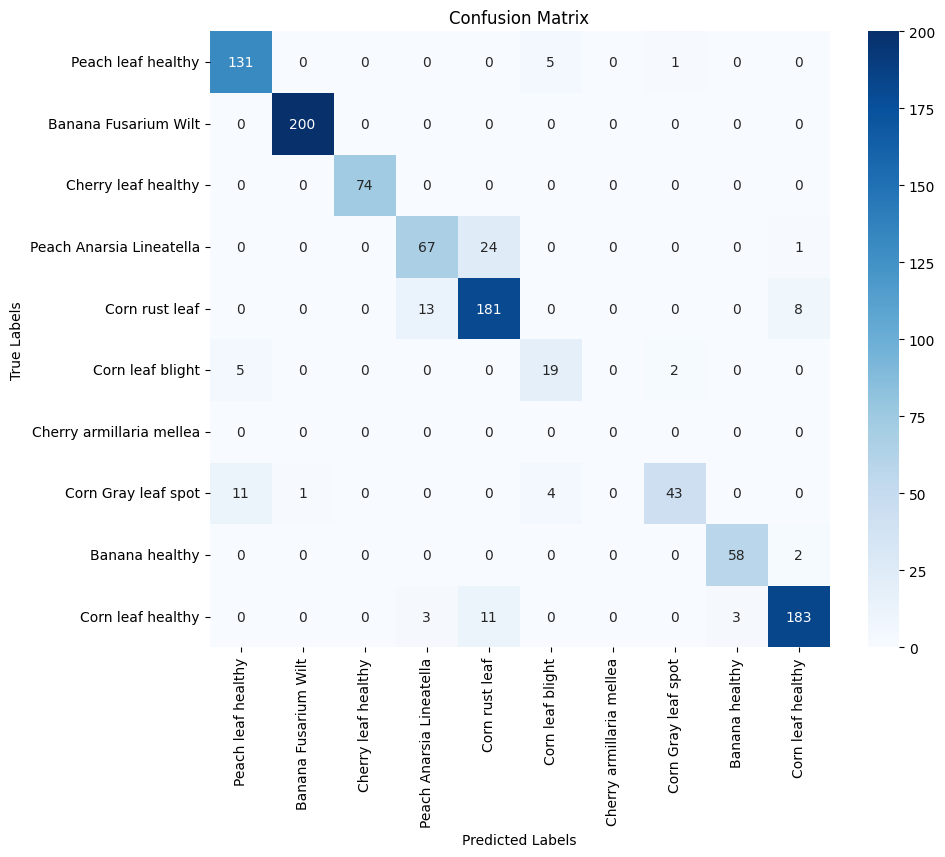 Confusion Matrix
True Labels
Peach leaf healthy 131 0 0 0 0 5 0 1 0 0
Banana Fusarium Wilt 0 200 0 0 0 0 0 0 0 0
Cherry leaf healthy 0 0 74 0 0 0 0 0 0 0
Peach Anarsia Lineatella 0 0 0 67 24 0 0 0 0 1
Corn rust leaf 0 0 0 13 181 0 0 0 0 8
Corn leaf blight 5 0 0 0 0 19 0 2 0 0
Cherry armillaria mellea 0 0 0 0 0 0 0 0 0 0
Corn Gray leaf spot 11 1 0 0 0 4 0 43 0 0
Banana healthy 0 0 0 0 0 0 0 0 58 2
Corn leaf healthy 0 0 0 3 11 0 0 0 3 183
Peach leaf healthy
Banana Fusarium Wilt
Cherry leaf healthy
Peach Anarsia Lineatella
Corn rust leaf
Corn leaf blight
Cherry armillaria mellea
Corn Gray leaf spot
Banana healthy
Corn leaf healthy
Predicted Labels
200
175
150
125
100
75
50
25
0